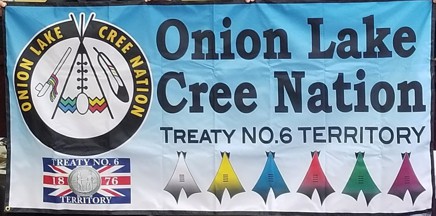 ONION LAKE CREE NATION
Onion Lake
Cree Nation
TREATY NO.6 TERRITORY
TREATY NO. 6
18 76
TERRITORY